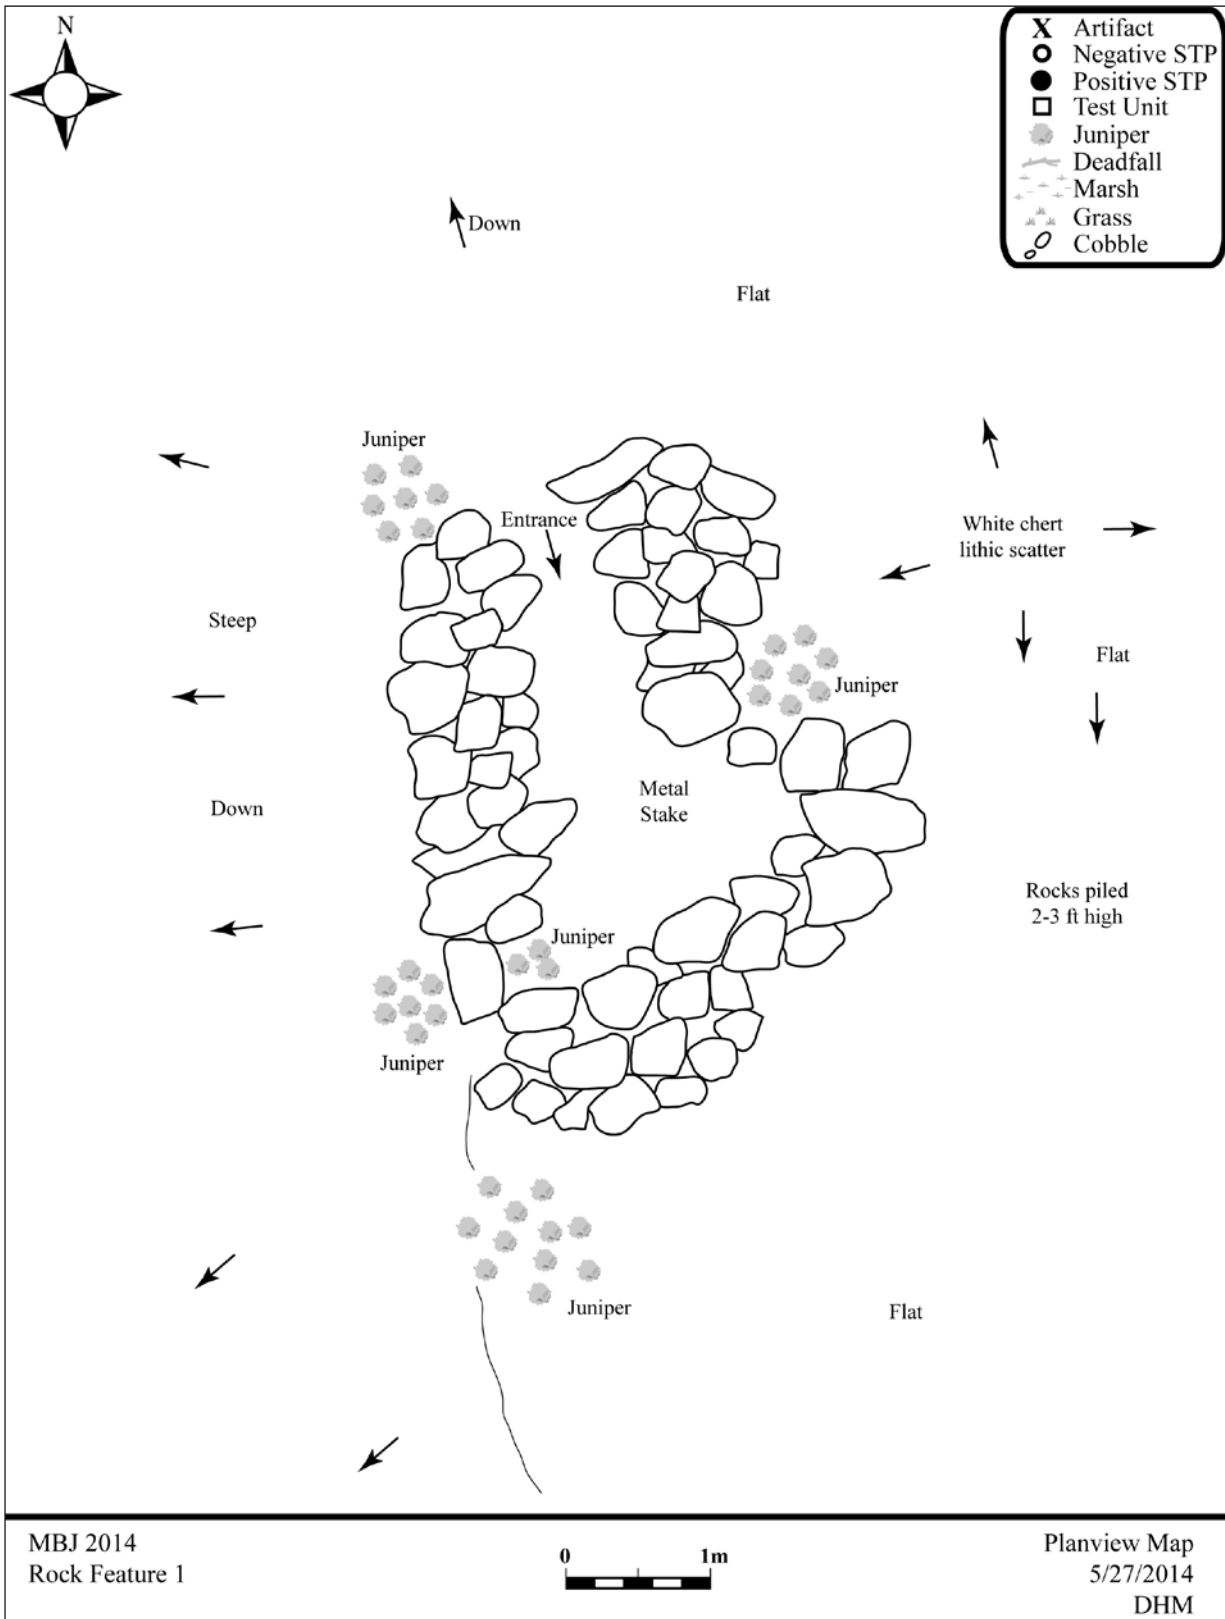 N
X Artifact
Negative STP
Positive STP
Test Unit
Juniper
Deadfall
Marsh
Grass
Cobble
Down
Flat
Juniper
Entrance
White chert
lithic scatter
Steep
Flat
Juniper
Metal
Stake
Down
Rocks piled
2-3 ft high
Juniper
Juniper
Juniper
Flat
MBJ 2014
Rock Feature 1
0 1m
Planview Map
5/27/2014
DHM